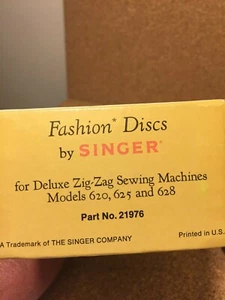 Fashion* Discs
by SINGER*
for Deluxe Zig-Zag Sewing Machines
Models 620, 625 and 628
Part No. 21976
*A Trademark of THE SINGER COMPANY
Printed in U.S.